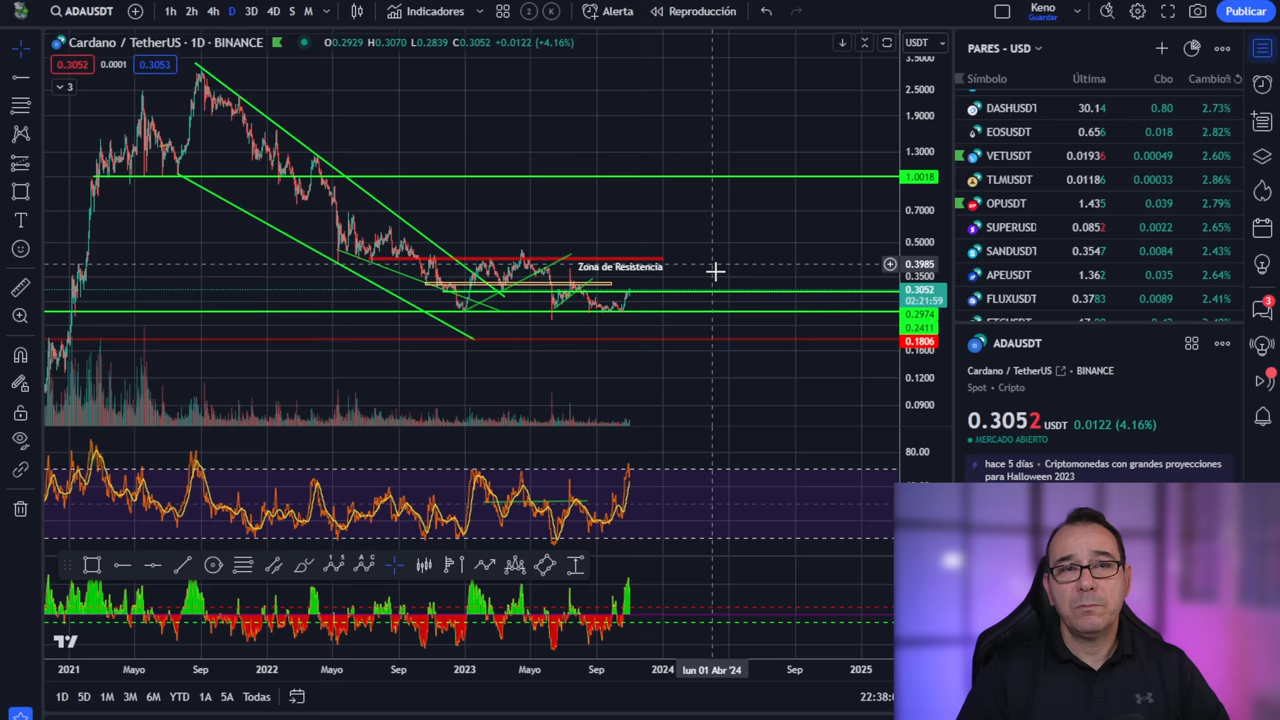 ADAUSDT 1h 2h 4h D 3D 4D S M Indicadores 2 K Alerta Reproducción Keno Guardar Publicar
Cardano / TetherUS · 1D · BINANCE O0.2929 H0.3070 L0.2839 C0.3052 +0.0122 (+4.16%)
0.3052 0.0001 0.3053
3
USDT
3.5000
2.5000
1.9000
1.3000
1.0018
0.7000
0.5000
0.3985
0.3500
0.3052
02:21:59
0.2974
0.2411
0.1806
0.1600
0.1200
0.0900
80.00
Zona de Resistencia
2021 Mayo Sep 2022 Mayo Sep 2023 Mayo Sep 2024 lun 01 Abr '24 Sep 2025
1D 5D 1M 3M 6M YTD 1A 5A Todas
PARES - USD
Símbolo Última Cbo Cambio%
DASHUSDT 30.14 0.80 2.73%
EOSUSDT 0.656 0.018 2.82%
VETUSDT 0.01936 0.00049 2.60%
TLMUSDT 0.01186 0.00033 2.86%
OPUSDT 1.435 0.039 2.79%
SUPERUSD 0.0852 0.0022 2.65%
SANDUSDT 0.3547 0.0084 2.43%
APEUSDT 1.362 0.035 2.64%
FLUXUSDT 0.3783 0.0089 2.41%
3
ADAUSDT
Cardano / TetherUS · BINANCE
Spot · Cripto
0.3052 USDT 0.0122 (4.16%)
MERCADO ABIERTO
hace 5 días · Criptomonedas con grandes proyecciones
para Halloween 2023